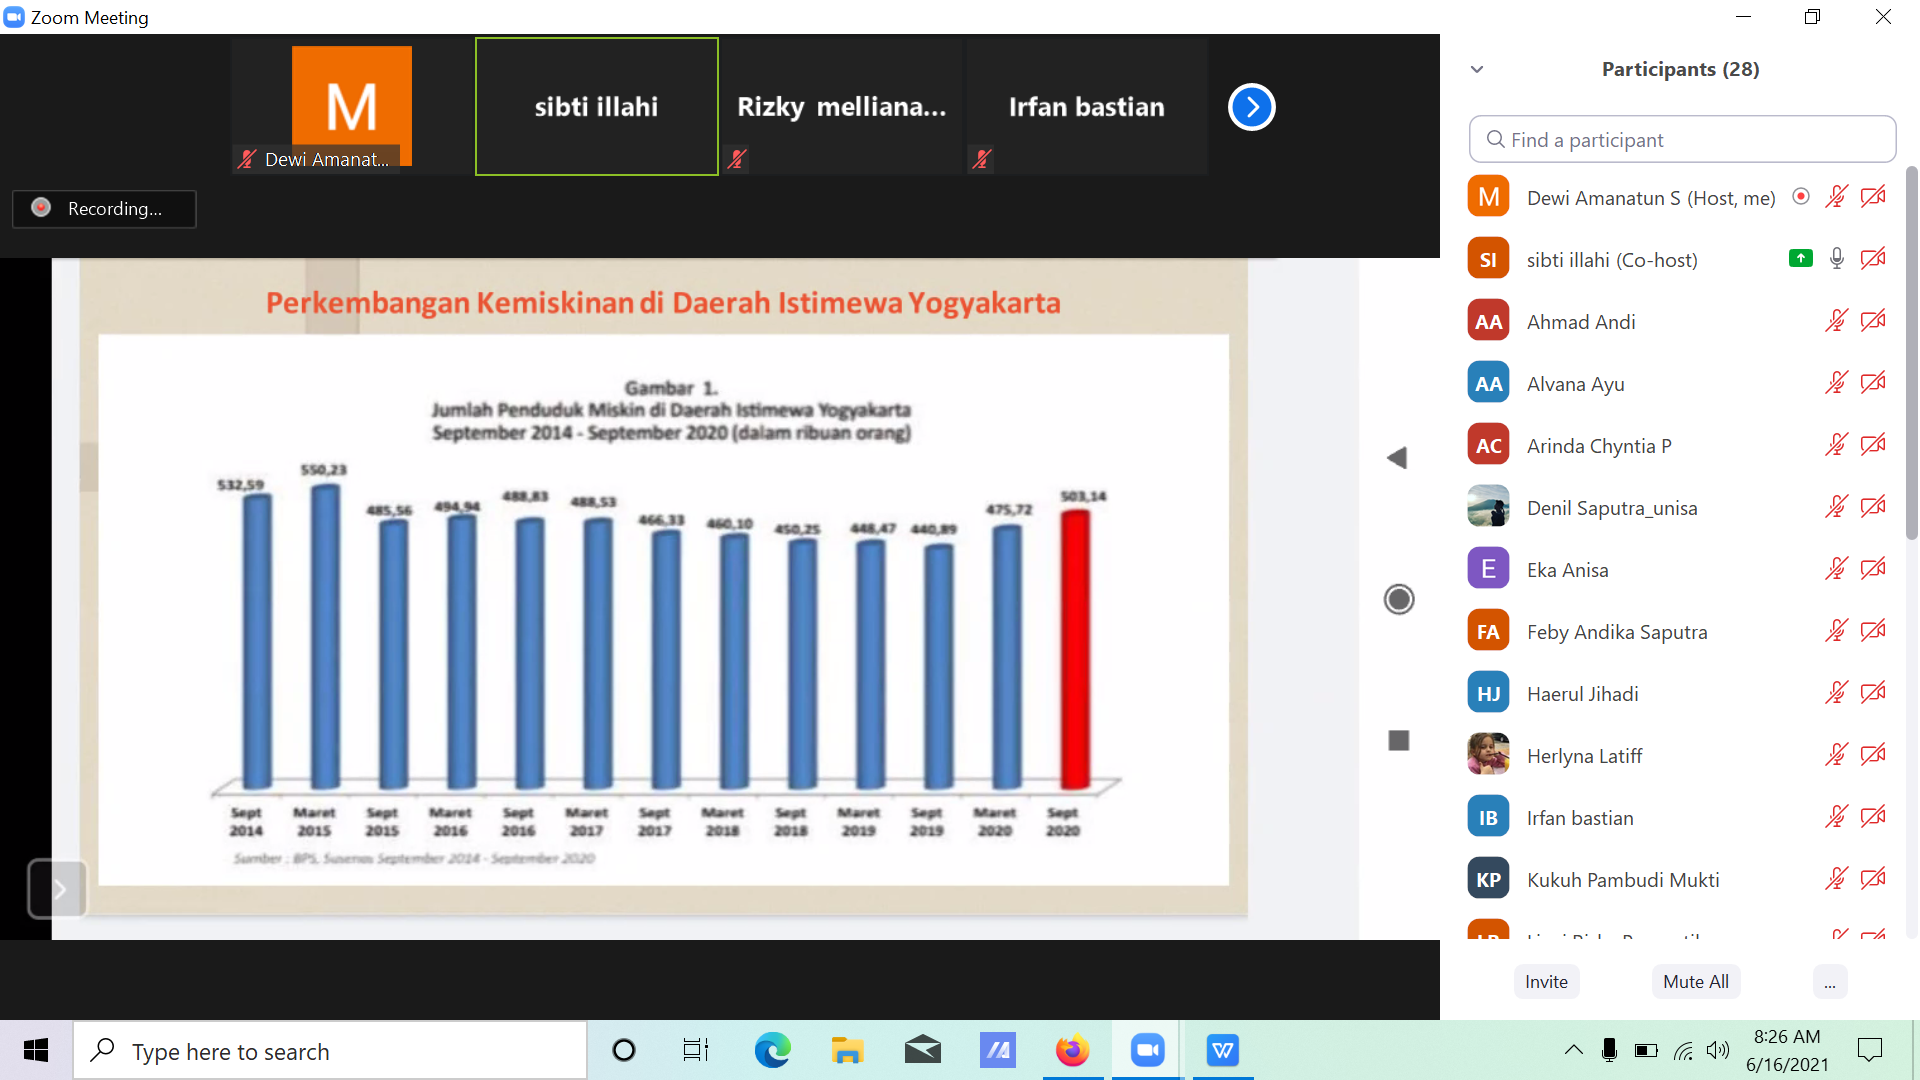 Zoom Meeting
M
Dewi Amanat...
sibti illahi
Rizky melliana...
Irfan bastian
Recording...
Perkembangan Kemiskinan di Daerah Istimewa Yogyakarta
Gambar 1.
Jumlah Penduduk Miskin di Daerah Istimewa Yogyakarta
September 2014 - September 2020 (dalam ribuan orang)
532,59
550,23
485,56
494,94
488,83
488,53
466,33
460,10
450,25
448,47
440,89
475,72
503,14
Sept 2014
Maret 2015
Sept 2015
Maret 2016
Sept 2016
Maret 2017
Sept 2017
Maret 2018
Sept 2018
Maret 2019
Sept 2019
Maret 2020
Sept 2020
Sumber : BPS, Susenas September 2014 - September 2020
Participants (28)
Find a participant
M Dewi Amanatun S (Host, me)
SI sibti illahi (Co-host)
AA Ahmad Andi
AA Alvana Ayu
AC Arinda Chyntia P
Denil Saputra_unisa
E Eka Anisa
FA Feby Andika Saputra
HJ Haerul Jihadi
Herlyna Latiff
IB Irfan bastian
KP Kukuh Pambudi Mukti
Invite
Mute All
...
Type here to search
8:26 AM
6/16/2021